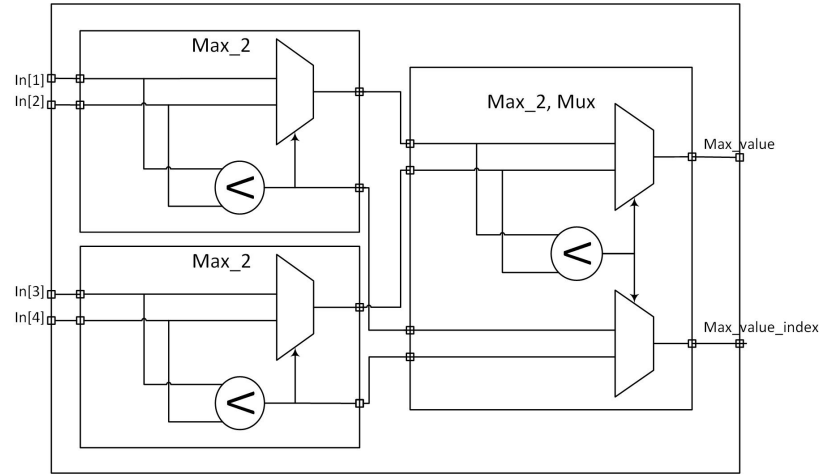 Max_2
In[1]
In[2]
<
Max_2, Mux
Max_value
<
Max_2
In[3]
In[4]
Max_value_index
<